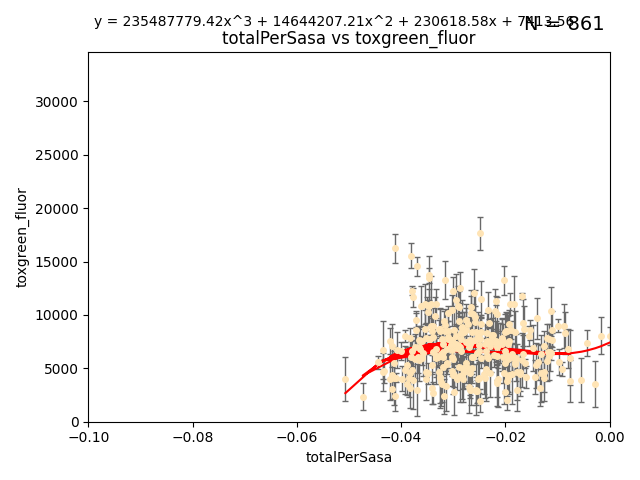 y = 235487779.42x^3 + 14644207.21x^2 + 230618.58x + 7413.56
N = 861
totalPerSasa vs toxgreen_fluor
30000
25000
20000
15000
10000
5000
0
toxgreen_fluor
−0.10 −0.08 −0.06 −0.04 −0.02 0.00
totalPerSasa